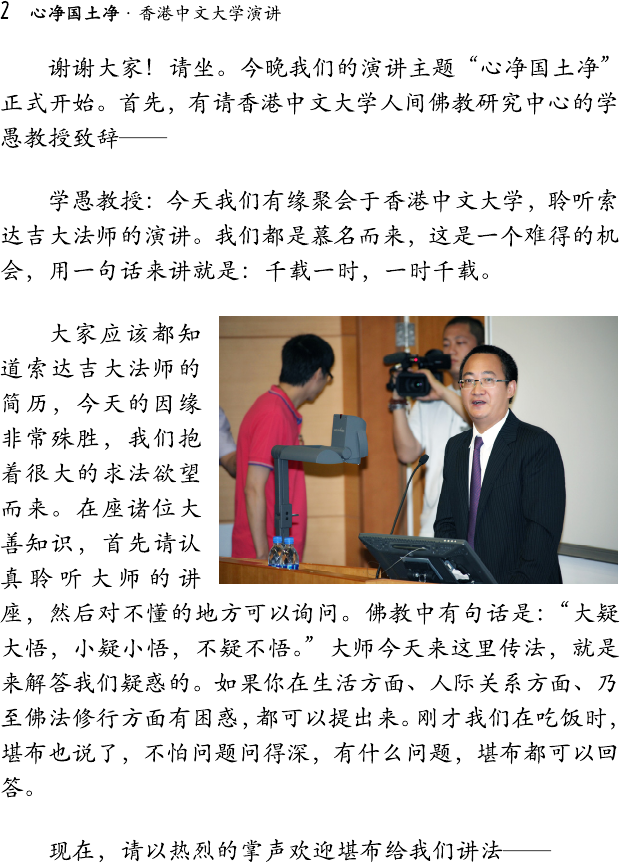 2 心净国土净·香港中文大学演讲
谢谢大家！请坐。今晚我们的演讲主题“心净国土净”
正式开始。首先，有请香港中文大学人间佛教研究中心的学
愚教授致辞——
学愚教授：今天我们有缘聚会于香港中文大学，聆听索
达吉大法师的演讲。我们都是慕名而来，这是一个难得的机
会，用一句话来讲就是：千载一时，一时千载。
大家应该都知
道索达吉大法师的
简历，今天的因缘
非常殊胜，我们抱
着很大的求法欲望
而来。在座诸位大
善知识，首先请认
真聆听大师的讲
座，然后对不懂的地方可以询问。佛教中有句话是：“大疑
大悟，小疑小悟，不疑不悟。”大师今天来这里传法，就是
来解答我们疑惑的。如果你在生活方面、人际关系方面、乃
至佛法修行方面有困惑，都可以提出来。刚才我们在吃饭时，
堪布也说了，不怕问题问得深，有什么问题，堪布都可以回
答。
现在，请以热烈的掌声欢迎堪布给我们讲法——